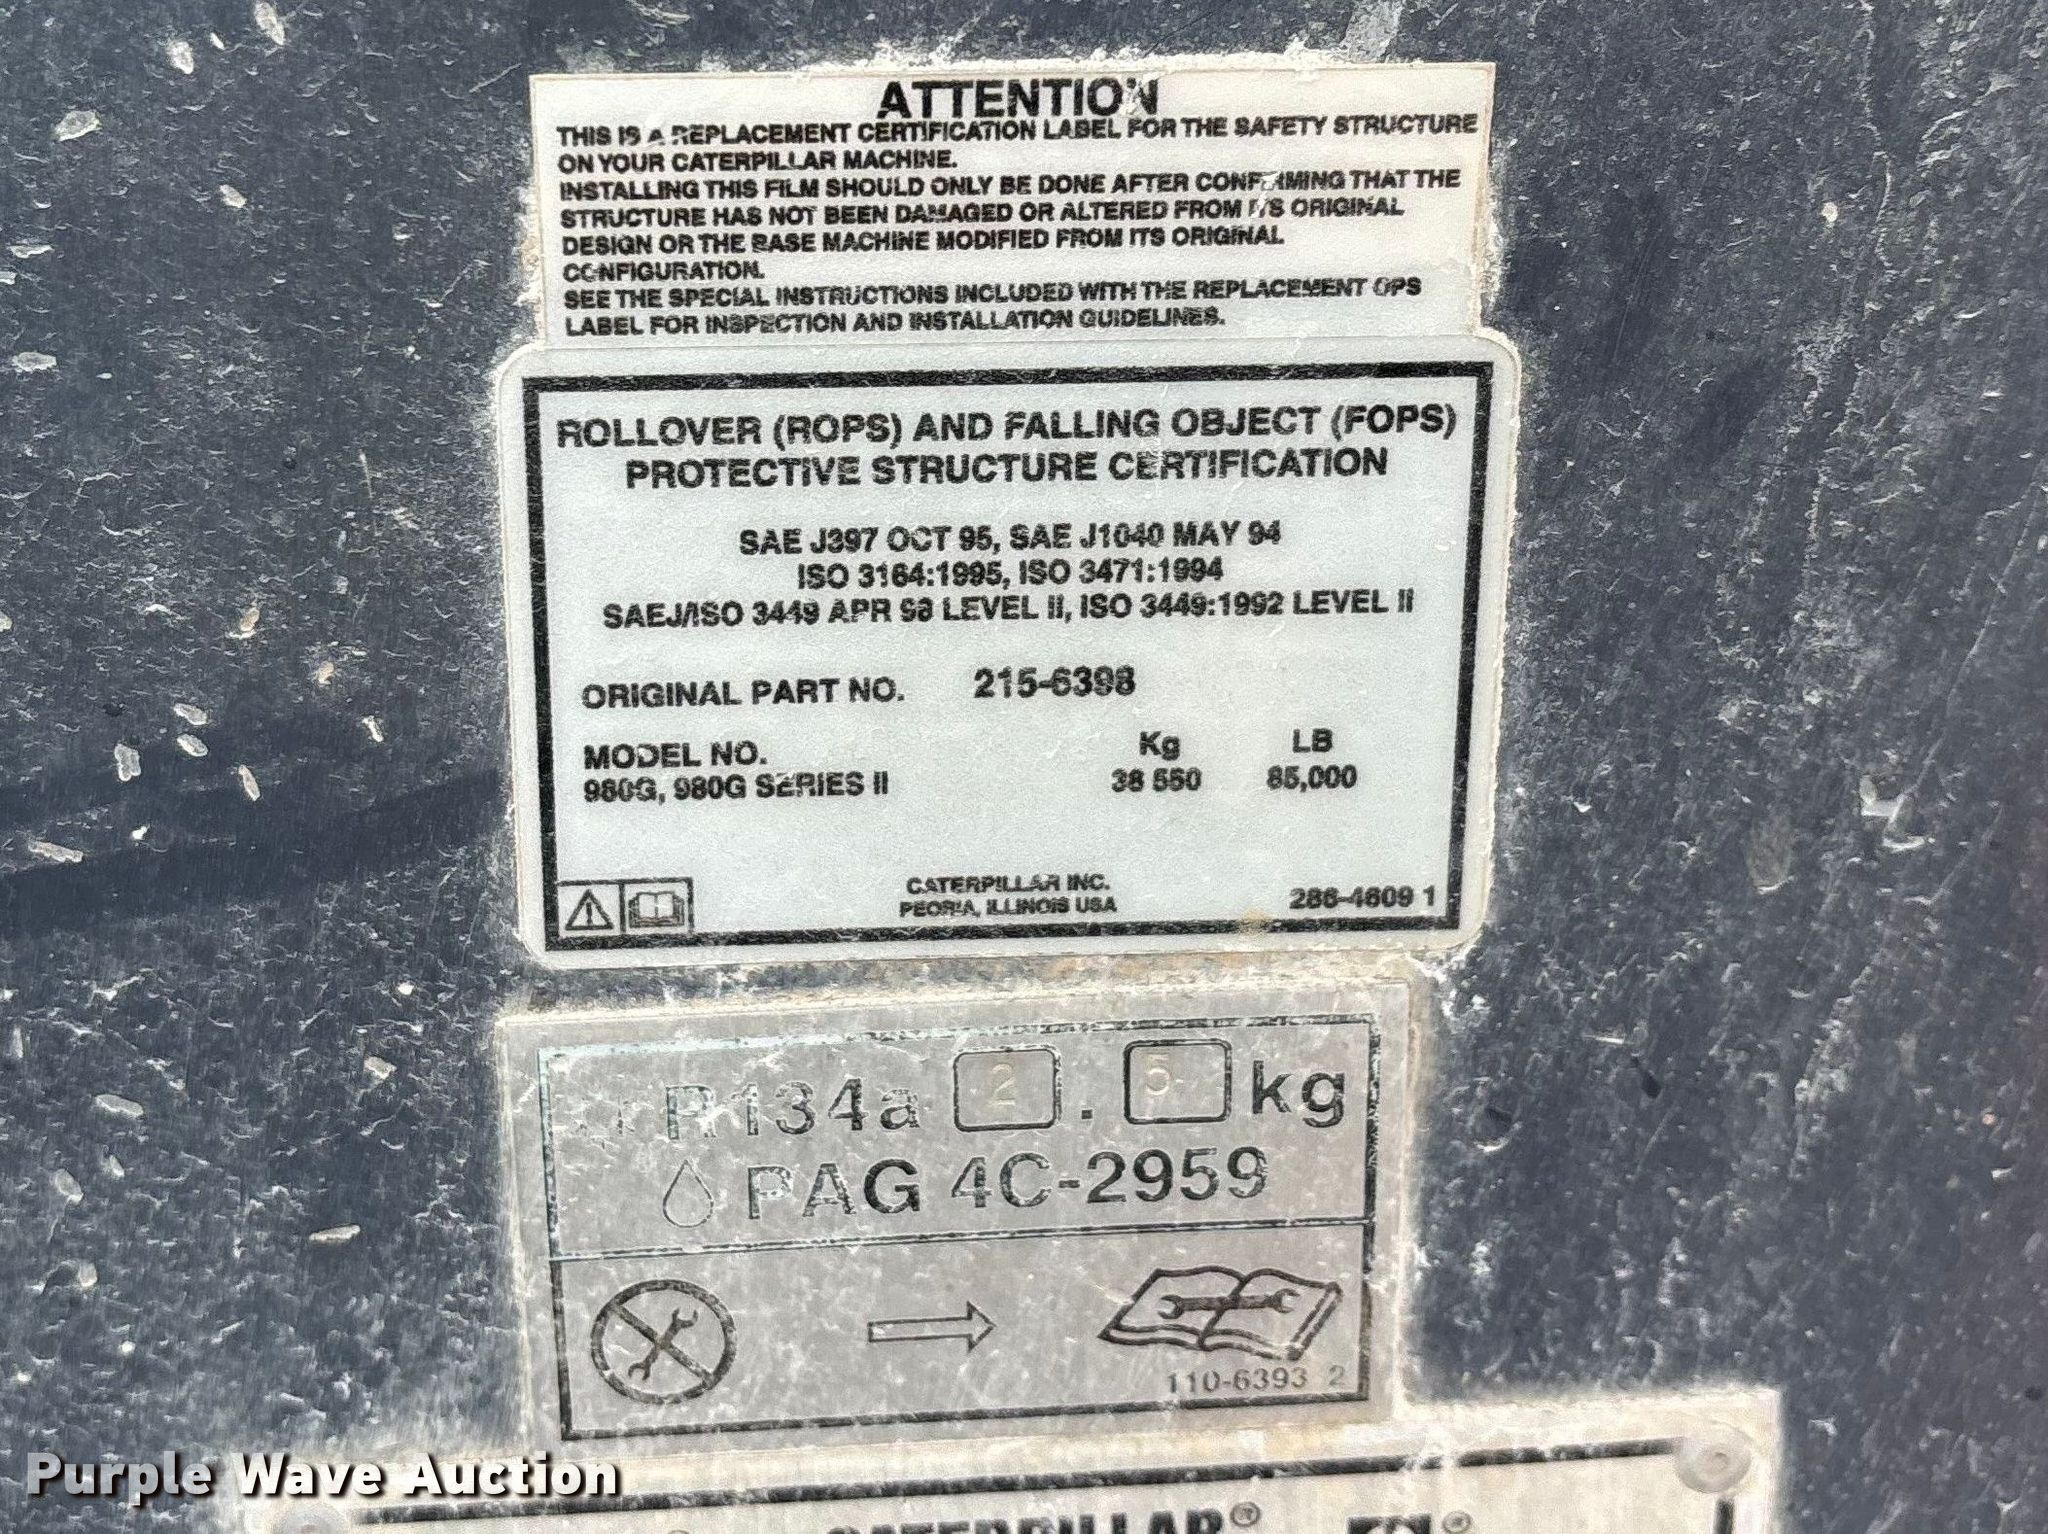 ATTENTION
THIS IS A REPLACEMENT CERTIFICATION LABEL FOR THE SAFETY STRUCTURE
ON YOUR CATERPILLAR MACHINE.
INSTALLING THIS FILM SHOULD ONLY BE DONE AFTER CONFIRMING THAT THE
STRUCTURE HAS NOT BEEN DAMAGED OR ALTERED FROM ITS ORIGINAL
DESIGN OR THE BASE MACHINE MODIFIED FROM ITS ORIGINAL
CONFIGURATION.
SEE THE SPECIAL INSTRUCTIONS INCLUDED WITH THE REPLACEMENT OPS
LABEL FOR INSPECTION AND INSTALLATION GUIDELINES.
ROLLOVER (ROPS) AND FALLING OBJECT (FOPS)
PROTECTIVE STRUCTURE CERTIFICATION
SAE J397 OCT 95, SAE J1040 MAY 94
ISO 3164:1995, ISO 3471:1994
SAEJ/ISO 3449 APR 98 LEVEL II, ISO 3449:1992 LEVEL II
ORIGINAL PART NO. 215-6398
MODEL NO. Kg LB
980G, 980G SERIES II 38 550 85,000
CATERPILLAR INC.
PEORIA, ILLINOIS USA
286-4609 1
R134a 2 . 5 kg
PAG 4C-2959
110-6393 2
CATERPILLAR®
Purple Wave Auction